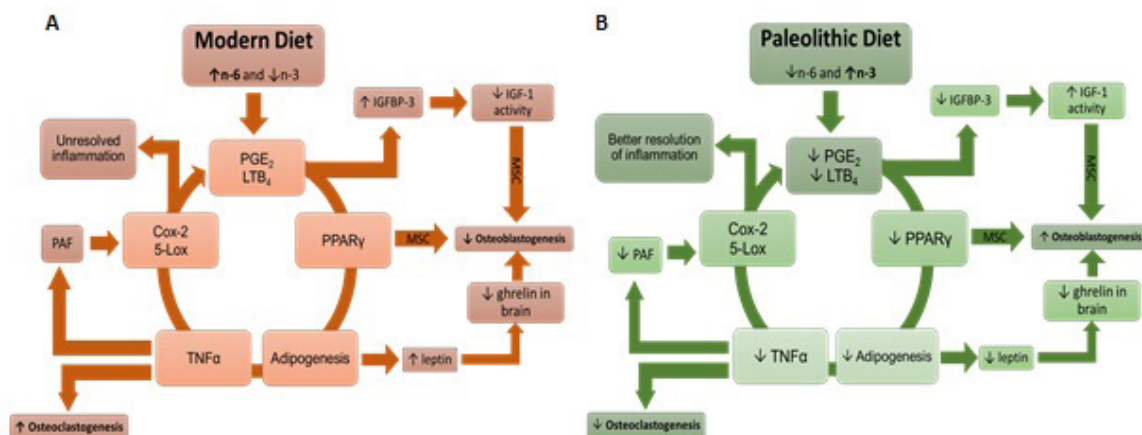 A
Modern Diet
↑n-6 and ↓n-3
↑ IGFBP-3
↓ IGF-1
activity
Unresolved
inflammation
PGE₂
LTB₄
MSC
PAF
Cox-2
5-Lox
PPARγ
MSC
↓ Osteoblastogenesis
↓ ghrelin in
brain
TNFα
Adipogenesis
↑ leptin
↑ Osteoclastogenesis
B
Paleolithic Diet
↓n-6 and ↑n-3
↓ IGFBP-3
↑ IGF-1
activity
Better resolution
of inflammation
↓ PGE₂
↓ LTB₄
MSC
↓ PAF
Cox-2
5-Lox
↓ PPARγ
MSC
↑ Osteoblastogenesis
↓ ghrelin in
brain
↓ TNFα
↓ Adipogenesis
↓ leptin
↓ Osteoclastogenesis